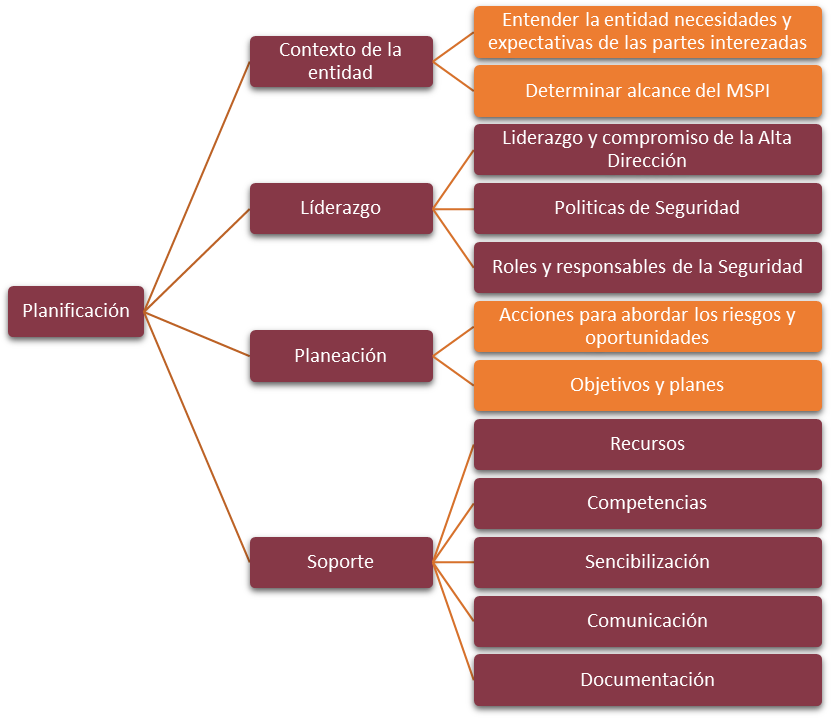 Planificación
Contexto de la
entidad
Entender la entidad necesidades y
expectativas de las partes interezadas
Determinar alcance del MSPI
Líderazgo
Liderazgo y compromiso de la Alta
Dirección
Politicas de Seguridad
Roles y responsables de la Seguridad
Planeación
Acciones para abordar los riesgos y
oportunidades
Objetivos y planes
Soporte
Recursos
Competencias
Sencibilización
Comunicación
Documentación